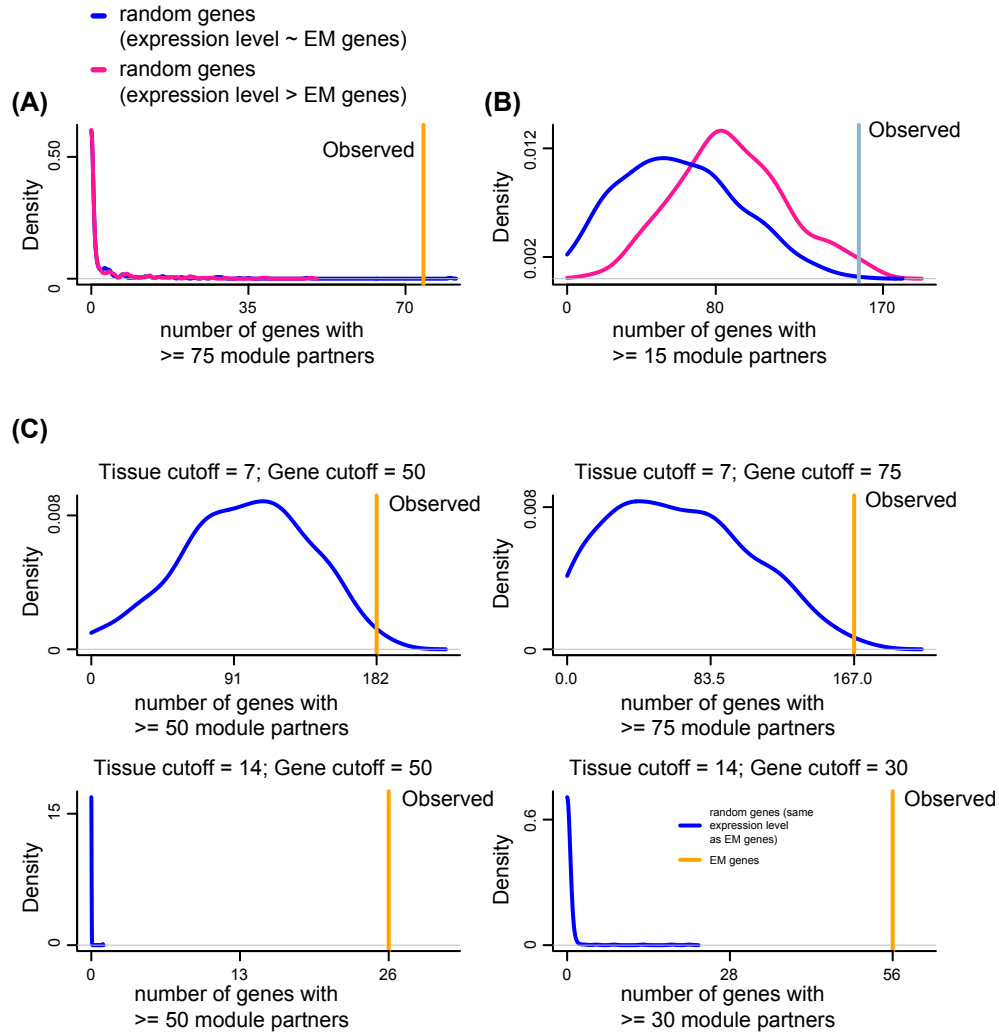 random genes
(expression level ~ EM genes)
random genes
(expression level > EM genes)
(A)
Observed
Density
0.50
0
0
35
70
number of genes with
>= 75 module partners
(B)
Observed
Density
0.012
0.002
0
80
170
number of genes with
>= 15 module partners
(C)
Tissue cutoff = 7; Gene cutoff = 50
Observed
Density
0.008
0
0
91
182
number of genes with
>= 50 module partners
Tissue cutoff = 7; Gene cutoff = 75
Observed
Density
0.008
0
0.0
83.5
167.0
number of genes with
>= 75 module partners
Tissue cutoff = 14; Gene cutoff = 50
Observed
Density
15
0
0
13
26
number of genes with
>= 50 module partners
Tissue cutoff = 14; Gene cutoff = 30
Observed
random genes (same
expression level
as EM genes)
EM genes
Density
0.6
0
0
28
56
number of genes with
>= 30 module partners